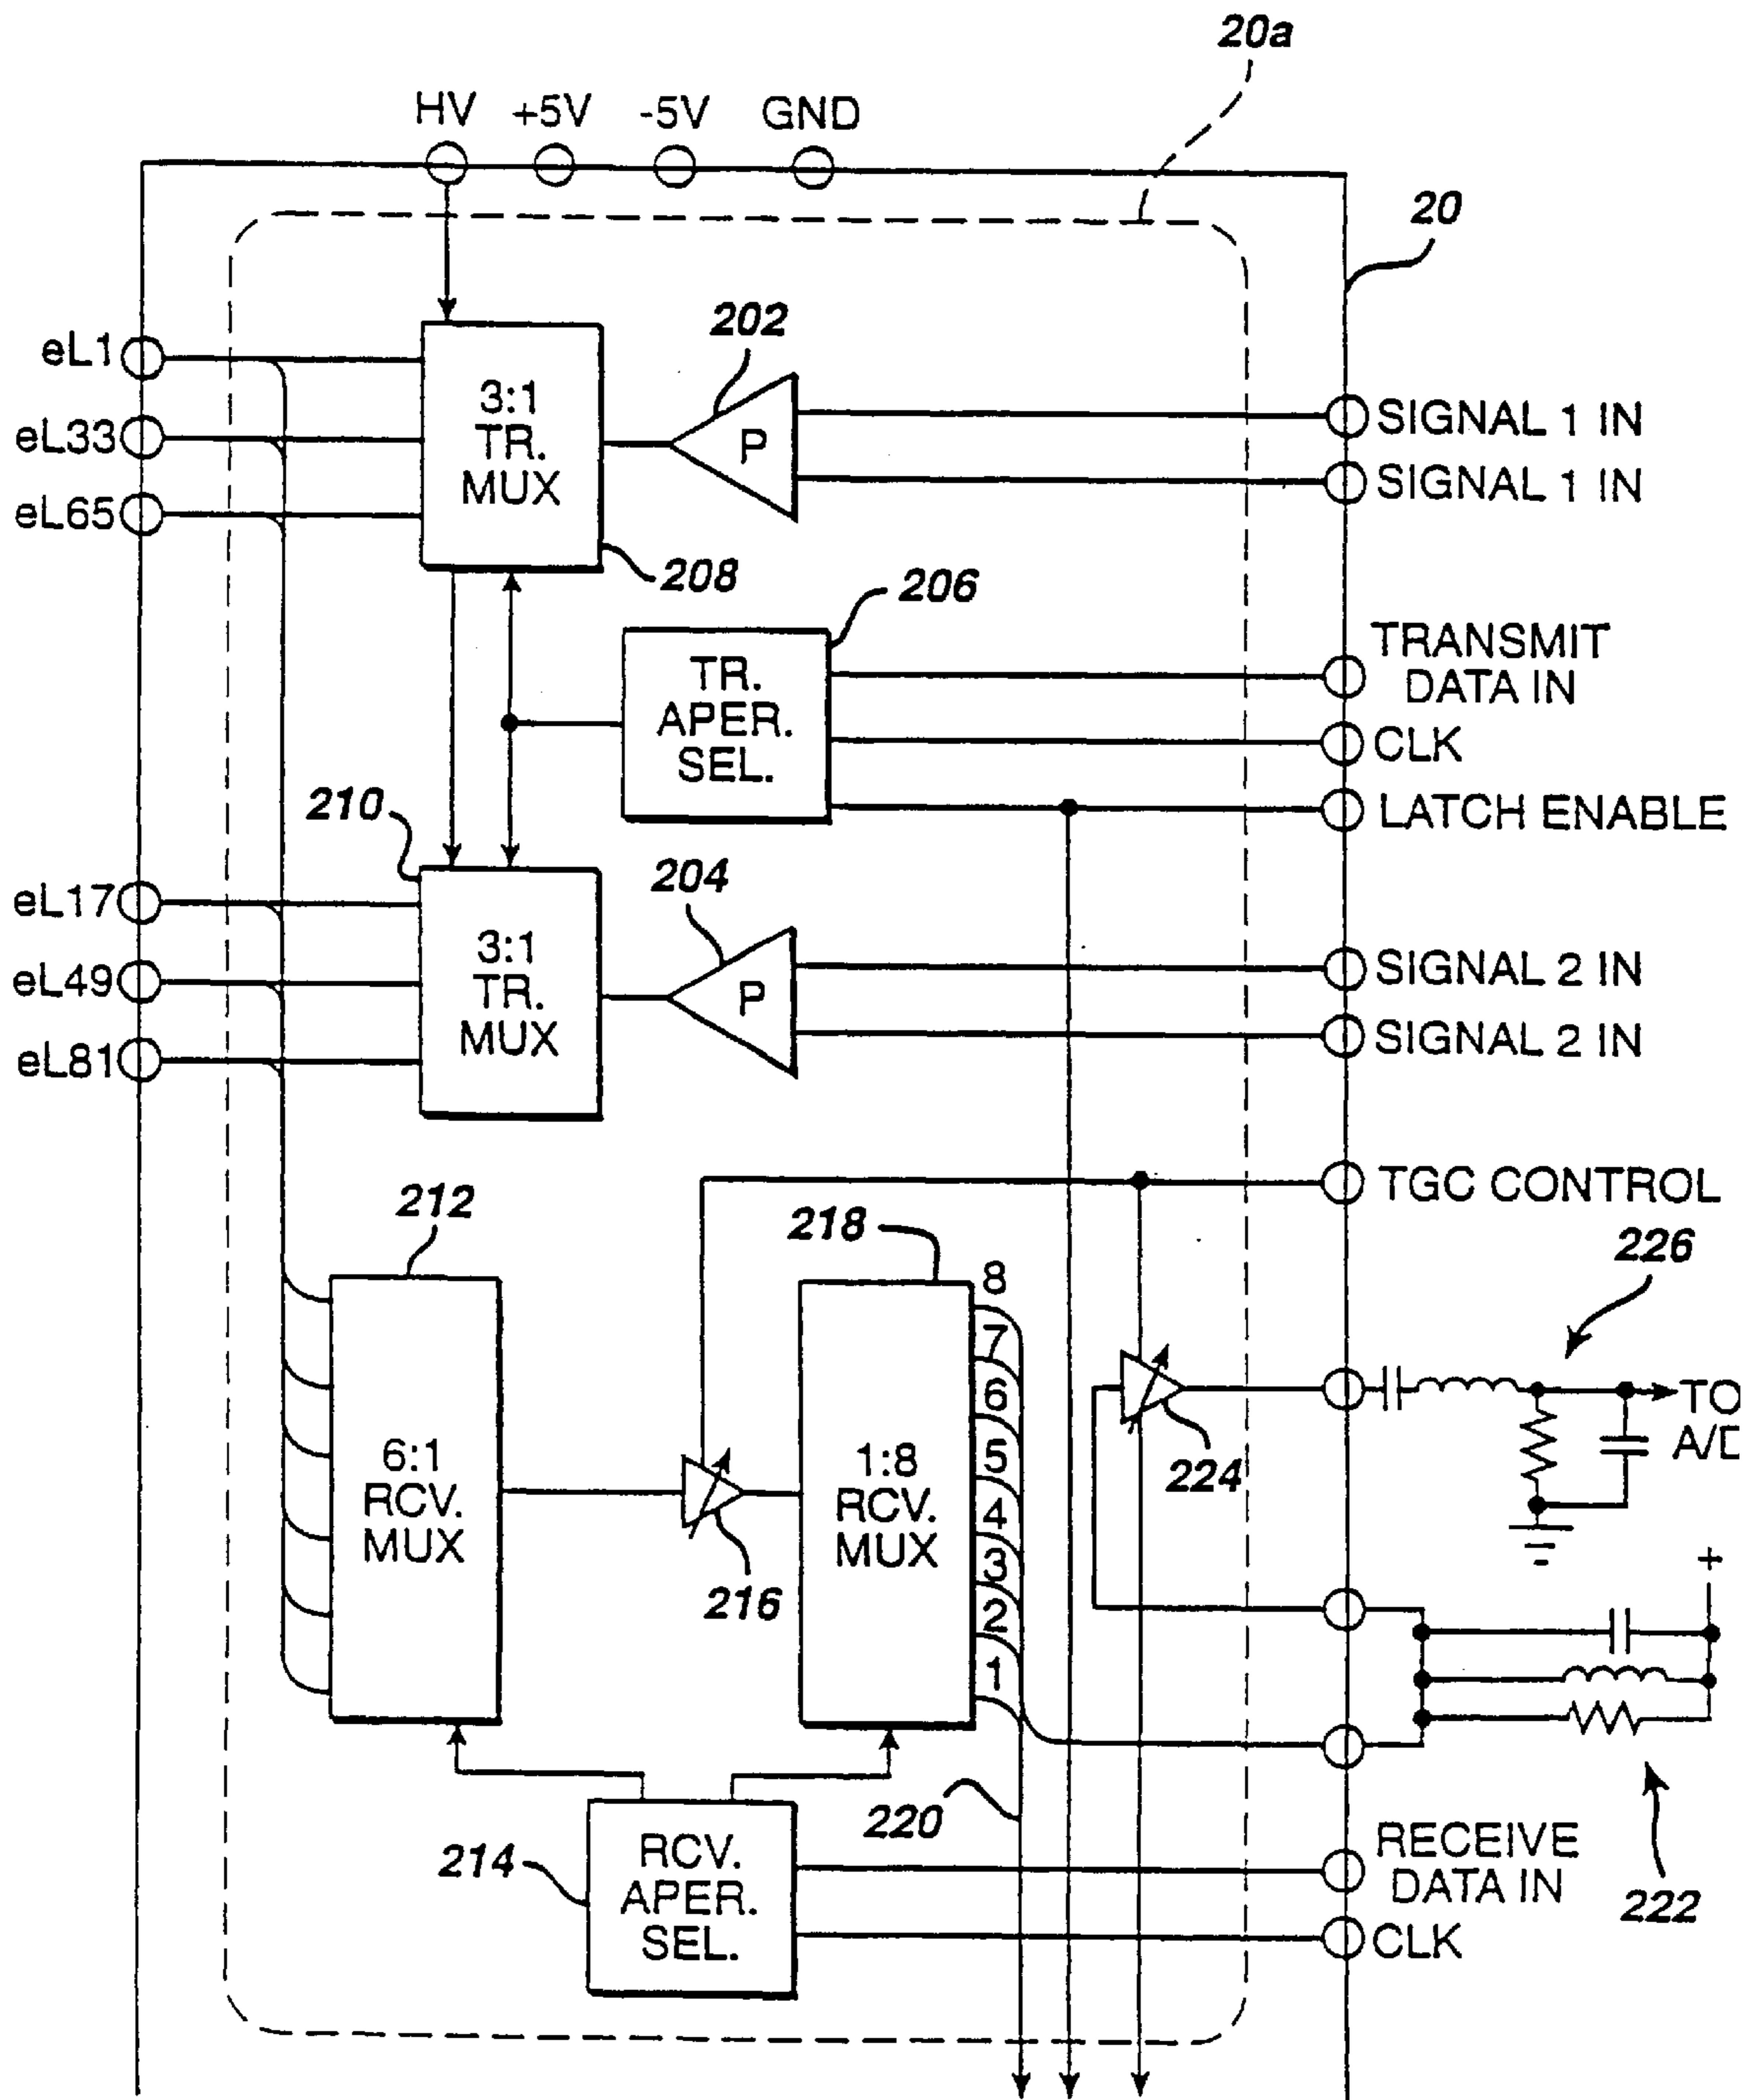 20a
HV +5V -5V GND
20
202
eL1
3:1
TR.
MUX
P
SIGNAL 1 IN
eL33
SIGNAL 1 IN
eL65
208
206
TR.
APER.
SEL.
TRANSMIT
DATA IN
CLK
LATCH ENABLE
210
204
eL17
3:1
TR.
MUX
P
SIGNAL 2 IN
eL49
SIGNAL 2 IN
eL81
TGC CONTROL
212
218
226
8
7
6
5
4
3
2
1
6:1
RCV.
MUX
216
1:8
RCV.
MUX
224
TO
+
220
222
214
RCV.
APER.
SEL.
RECEIVE
DATA IN
CLK